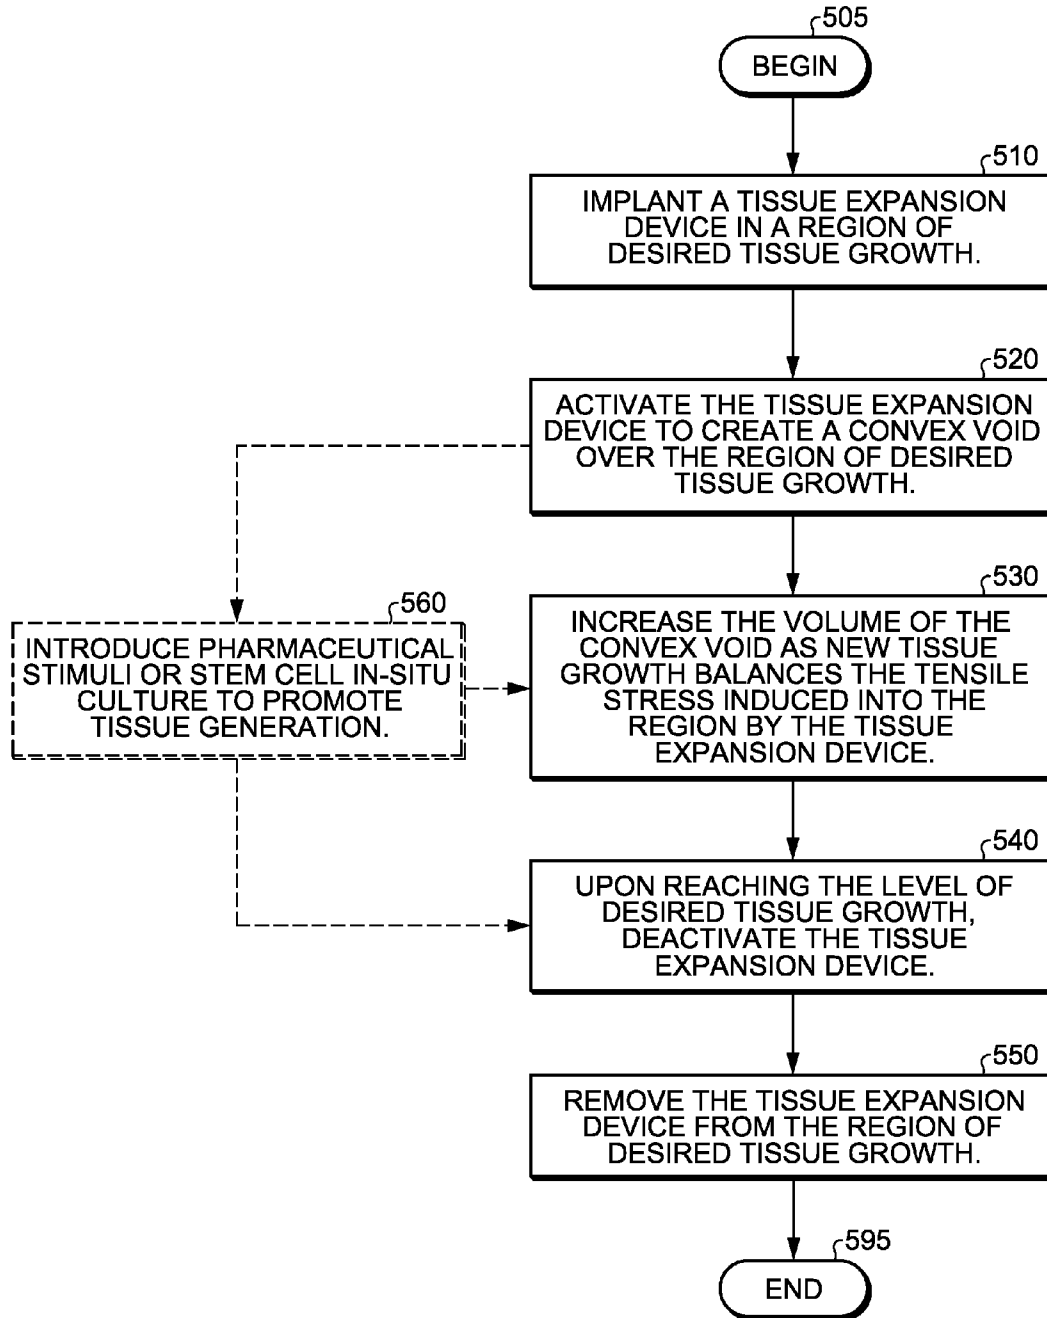 505
BEGIN
510
IMPLANT A TISSUE EXPANSION
DEVICE IN A REGION OF
DESIRED TISSUE GROWTH.
520
ACTIVATE THE TISSUE EXPANSION
DEVICE TO CREATE A CONVEX VOID
OVER THE REGION OF DESIRED
TISSUE GROWTH.
560
INTRODUCE PHARMACEUTICAL
STIMULI OR STEM CELL IN-SITU
CULTURE TO PROMOTE
TISSUE GENERATION.
530
INCREASE THE VOLUME OF THE
CONVEX VOID AS NEW TISSUE
GROWTH BALANCES THE TENSILE
STRESS INDUCED INTO THE
REGION BY THE TISSUE
EXPANSION DEVICE.
540
UPON REACHING THE LEVEL OF
DESIRED TISSUE GROWTH,
DEACTIVATE THE TISSUE
EXPANSION DEVICE.
550
REMOVE THE TISSUE EXPANSION
DEVICE FROM THE REGION OF
DESIRED TISSUE GROWTH.
595
END